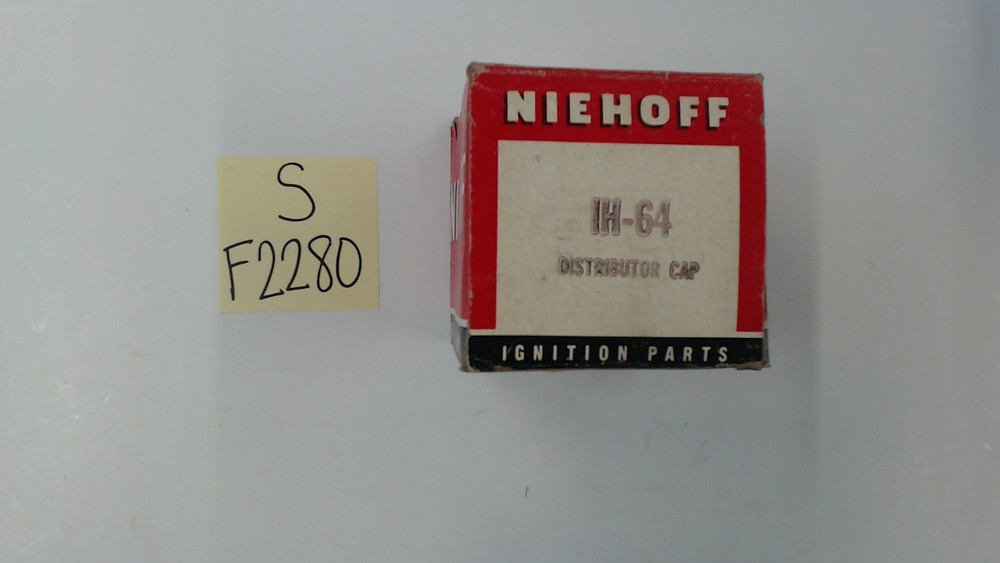 S
F2280
NIEHOFF
IH-64
DISTRIBUTOR CAP
IGNITION PARTS